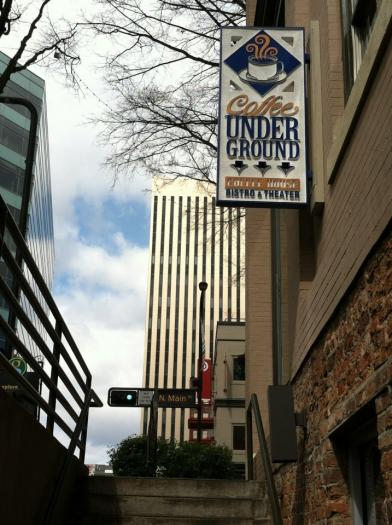 Coffee
UNDER
GROUND
COFFEE HOUSE
BISTRO & THEATER
N. Main